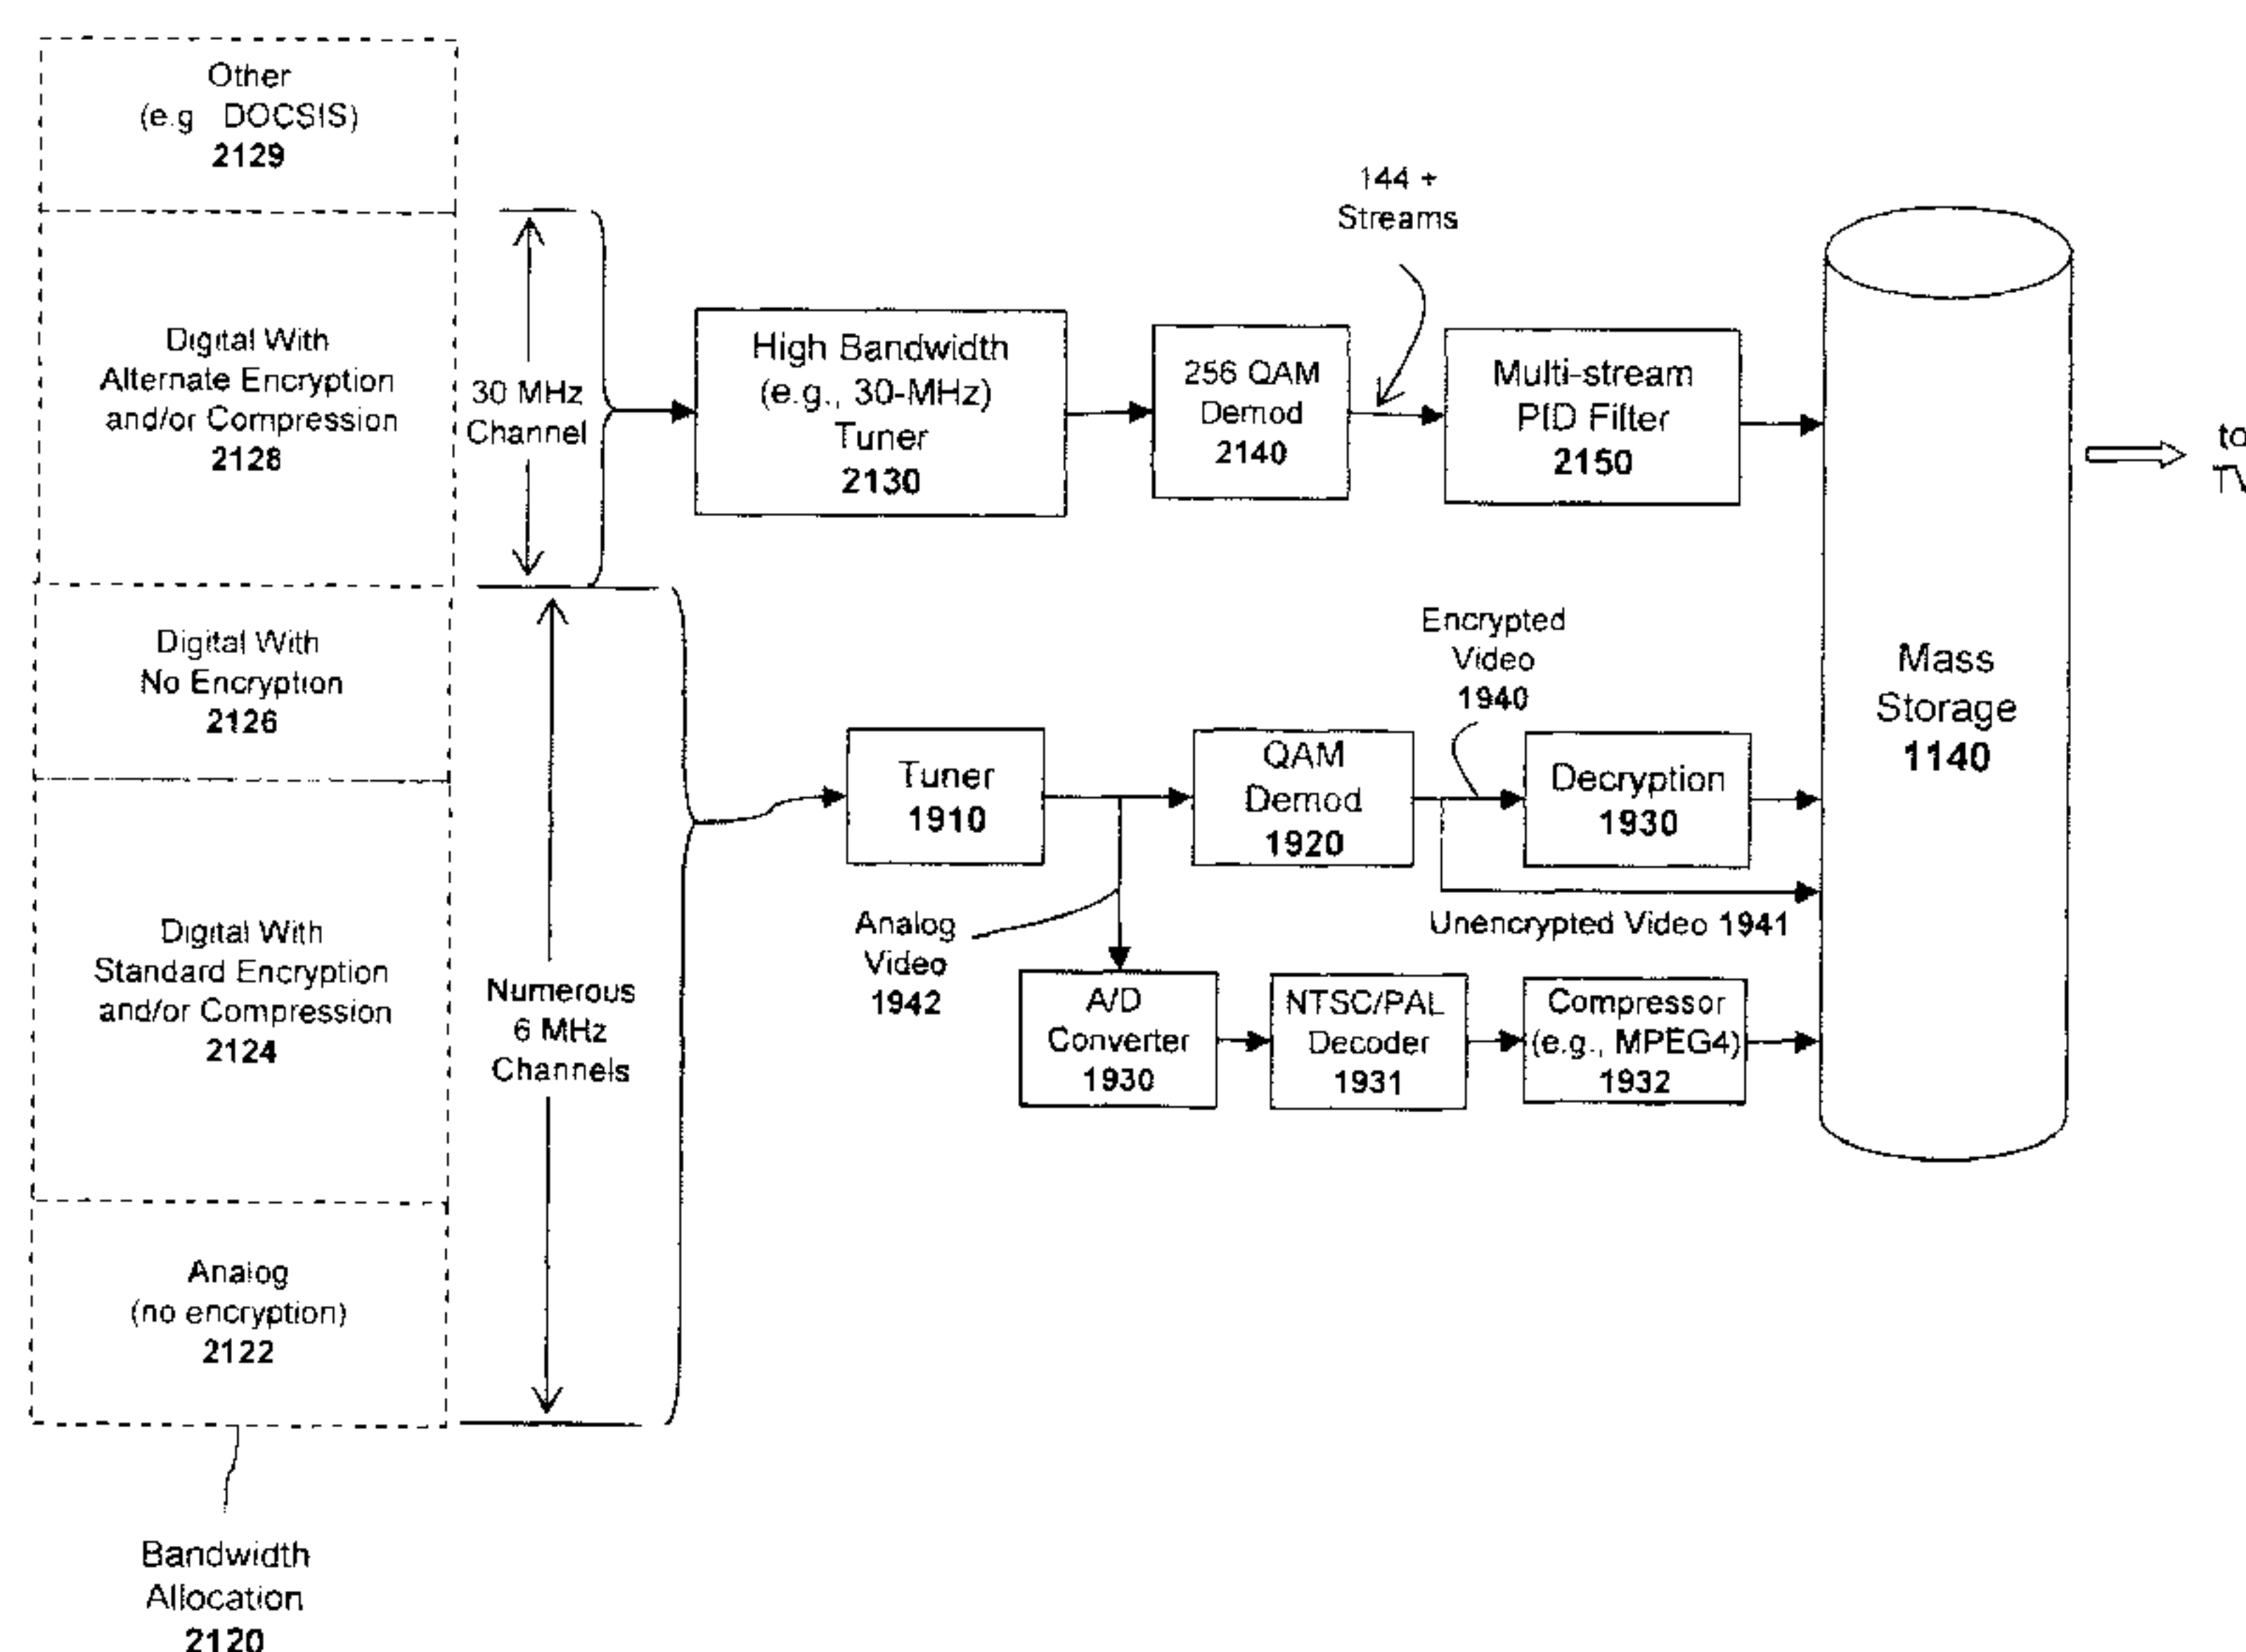 Other
(e.g DOCSIS)
2129
Digital With
Alternate Encryption
and/or Compression
2128
30 MHz
Channel
High Bandwidth
(e.g., 30-MHz)
Tuner
2130
256 QAM
Demod
2140
144 +
Streams
Multi-stream
PID Filter
2150
to
Digital With
No Encryption
2126
Digital With
Standard Encryption
and/or Compression
2124
Analog
(no encryption)
2122
Numerous
6 MHz
Channels
Tuner
1910
QAM
Demod
1920
Encrypted
Video
1940
Decryption
1930
Unencrypted Video 1941
Analog
Video
1942
A/D
Converter
1930
NTSC/PAL
Decoder
1931
Compressor
(e.g., MPEG4)
1932
Mass
Storage
1140
Bandwidth
Allocation
2120